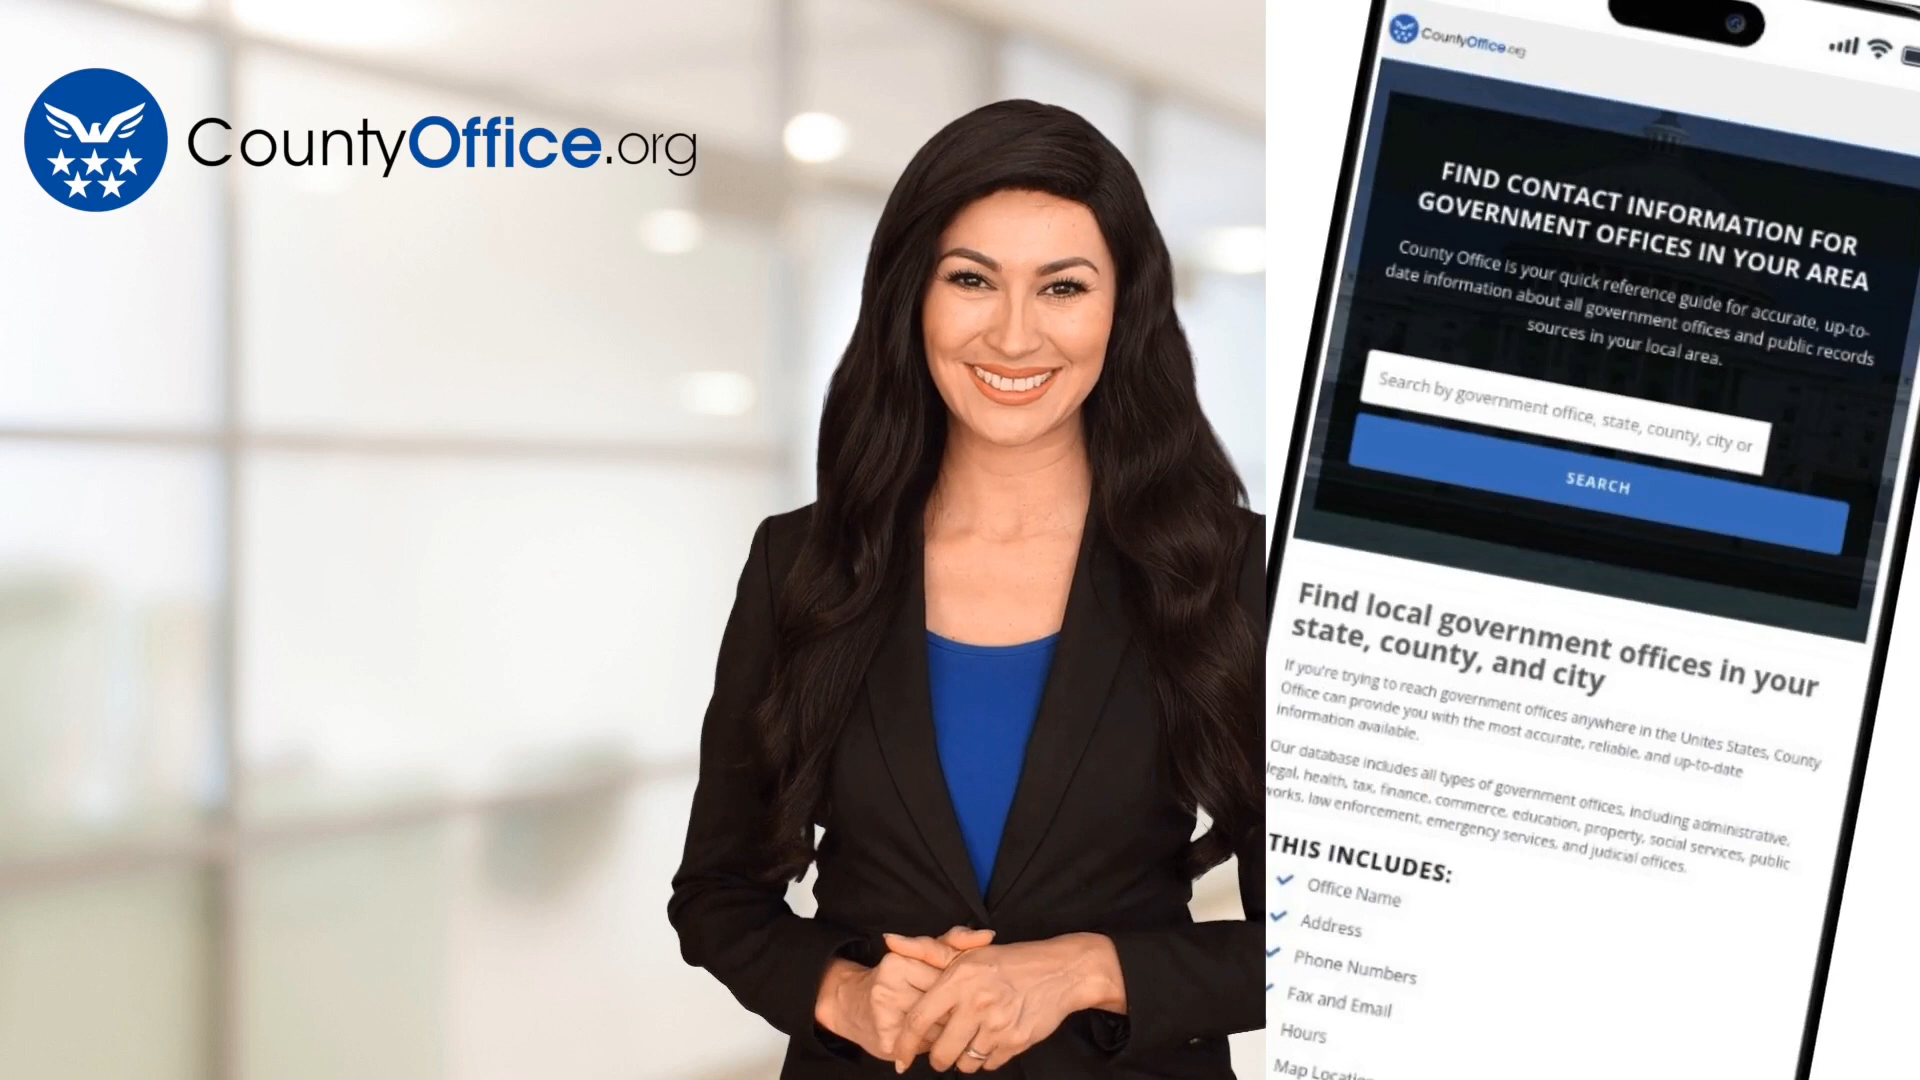 CountyOffice.org
CountyOffice.org
FIND CONTACT INFORMATION FOR
GOVERNMENT OFFICES IN YOUR AREA
County Office is your quick reference guide for accurate, up-to-
date information about all government offices and public records
sources in your local area.
Search by government office, state, county, city or
SEARCH
Find local government offices in your
state, county, and city
If you're trying to reach government offices anywhere in the Unites States, County
Office can provide you with the most accurate, reliable, and up-to-date
information available.
Our database includes all types of government offices, including administrative,
legal, health, tax, finance, commerce, education, property, social services, public
works, law enforcement, emergency services, and judicial offices.
THIS INCLUDES:
Office Name
Address
Phone Numbers
Fax and Email
Hours
Map